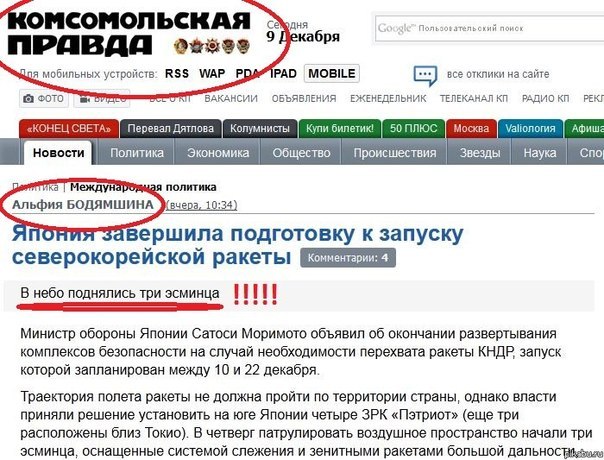 КОМСОМОЛЬСКАЯ
ПРАВДА
Сегодня
9 Декабря
Google™ Пользовательский поиск
Для мобильных устройств: RSS WAP PDA IPAD MOBILE
все отклики на сайте
ФОТО ВИДЕО ВСЕ О КП ВАКАНСИИ ОБЪЯВЛЕНИЯ ЕЖЕНЕДЕЛЬНИК ТЕЛЕКАНАЛ КП РАДИО КП
«КОНЕЦ СВЕТА» Перевал Дятлова Колумнисты Купи билетик! 50 ПЛЮС Москва Valiology Афиша
Новости Политика Экономика Общество Происшествия Звезды Наука Спо
Политика | Международная политика
Альфия БОДЯМШИНА (вчера, 10:34)
Япония завершила подготовку к запуску
северокорейской ракеты Комментарии: 4
В небо поднялись три эсминца !!!!!
Министр обороны Японии Сатоси Моримото объявил об окончании развертывания
комплексов безопасности на случай необходимости перехвата ракеты КНДР, запуск
которой запланирован между 10 и 22 декабря.
Траектория полета ракеты не должна пройти по территории страны, однако власти
приняли решение установить на юге Японии четыре ЗРК «Пэтриот» (еще три
расположены близ Токио). В четверг патрулировать воздушное пространство начали три
эсминца, оснащенные системой слежения и зенитными ракетами большой дальности.
pikabu.ru